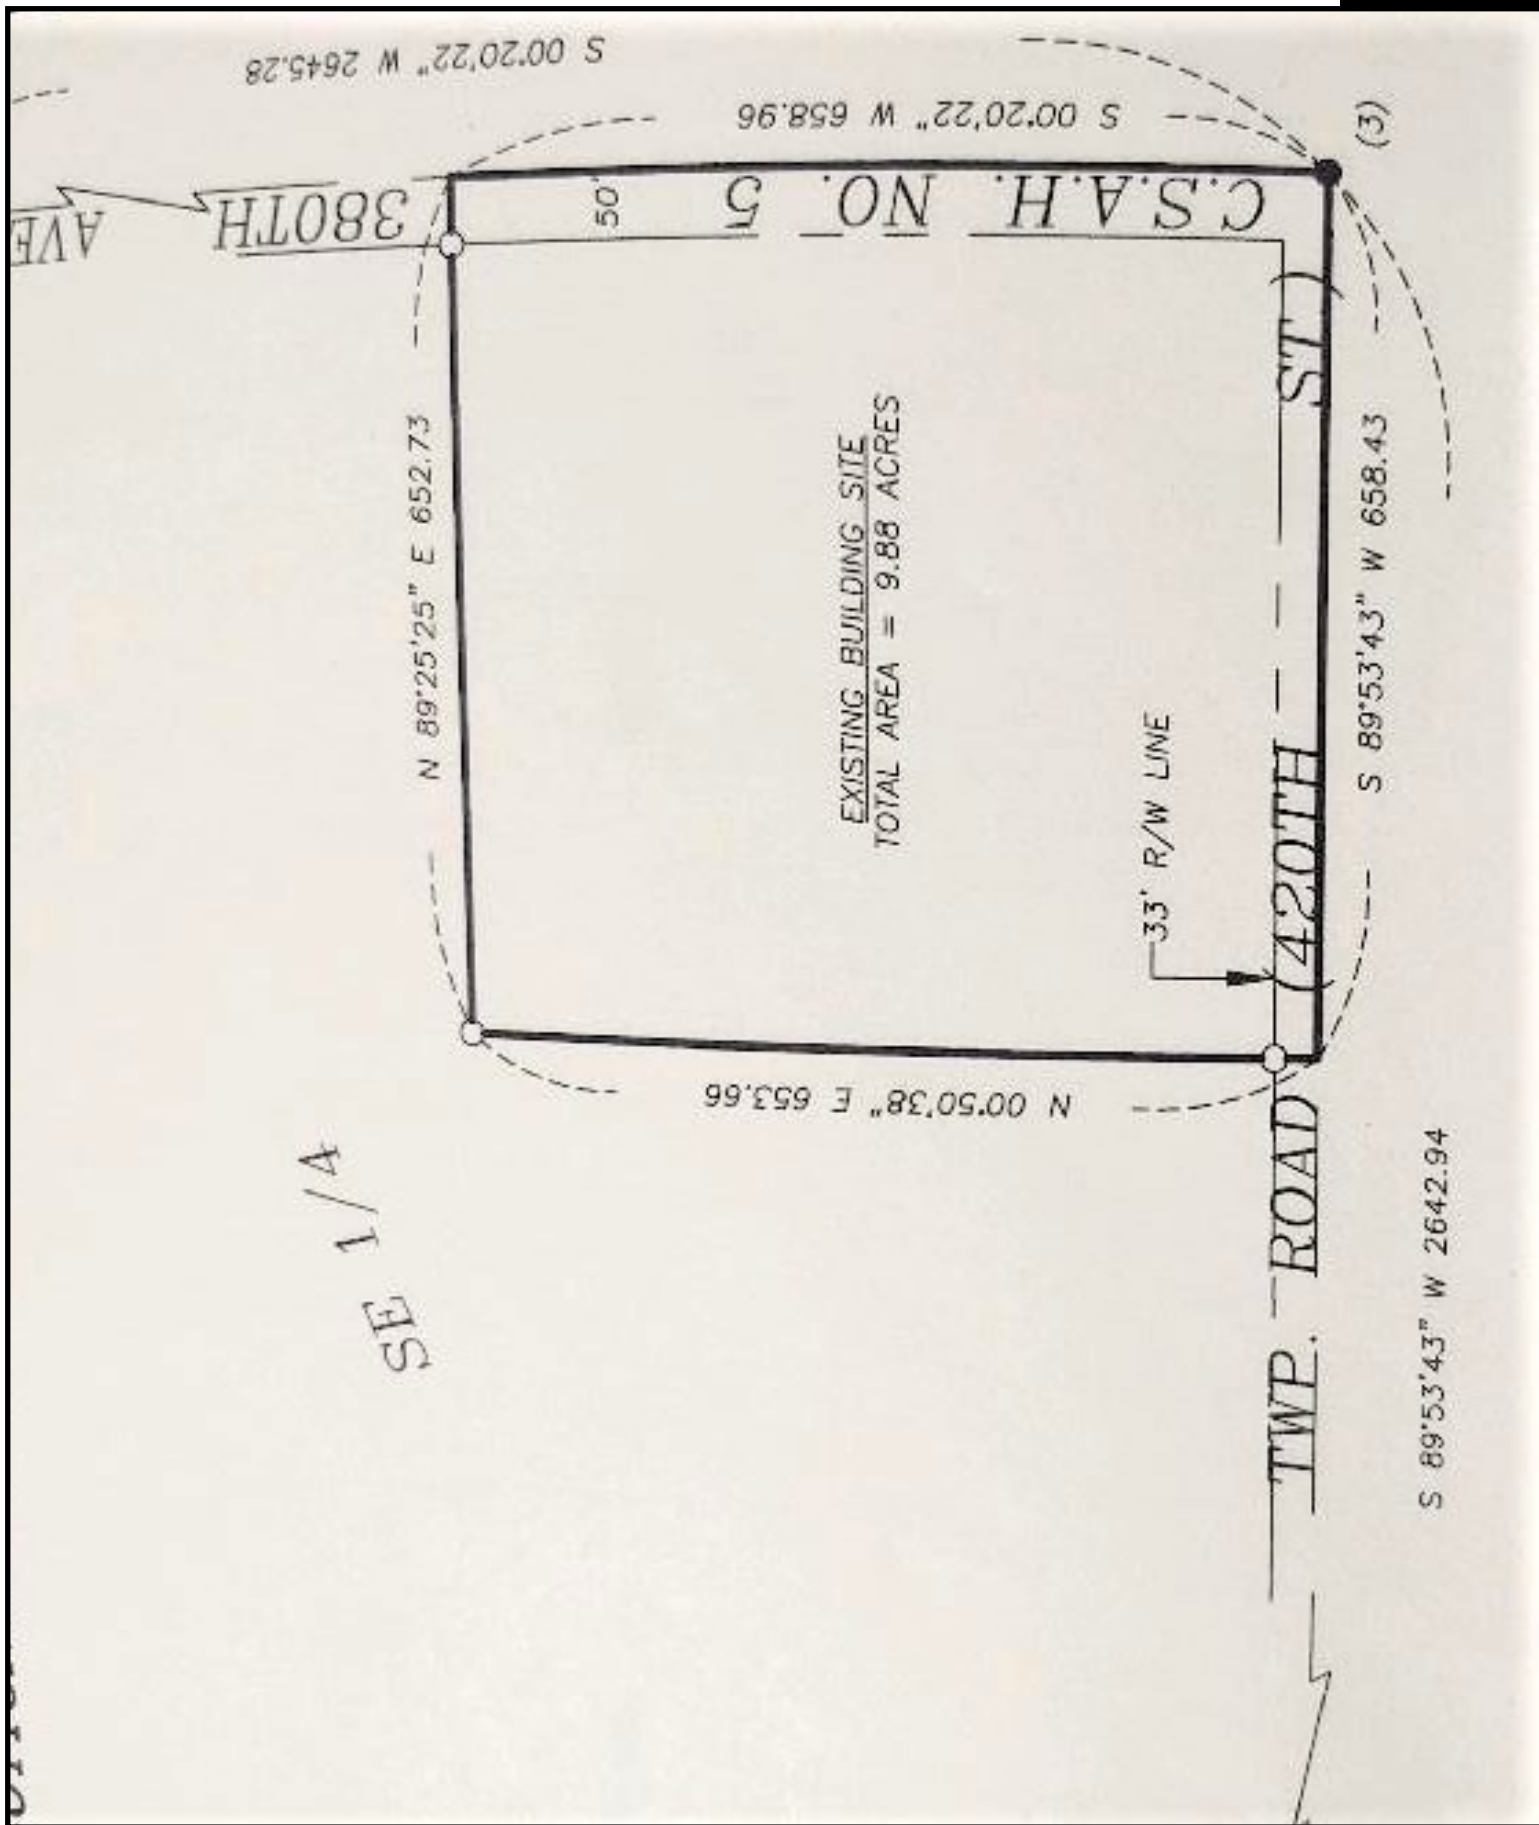 S 00°20'22" W 2645.28
S 00°20'22" W 658.96
(3)
380TH AVE
50'
C.S.A.H. NO. 5
N 89°25'25" E 652.73
EXISTING BUILDING SITE
TOTAL AREA = 9.88 ACRES
33' R/W LINE
TWP. ROAD (420TH ST)
S 89°53'43" W 658.43
N 00°50'38" E 653.66
SE 1/4
S 89°53'43" W 2642.94